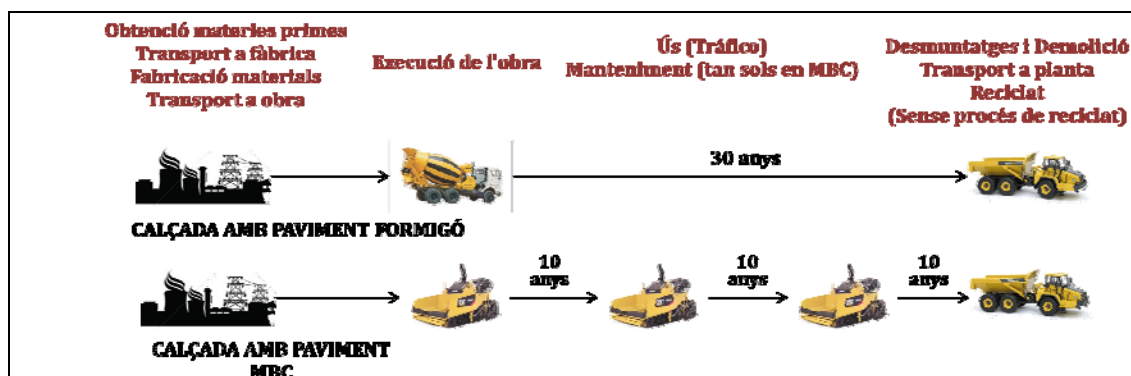 Obtenció materies primes
Transport a fàbrica
Fabricació materials
Transport a obra
Execució de l'obra
Ús (Tráfico)
Manteniment (tan sols en MBC)
Desmuntatges i Demolició
Transport a planta
Reciclat
(Sense procés de reciclat)
30 anys
CALÇADA AMB PAVIMENT FORMIGÓ
10
anys
10
anys
10
anys
CALÇADA AMB PAVIMENT
MBC